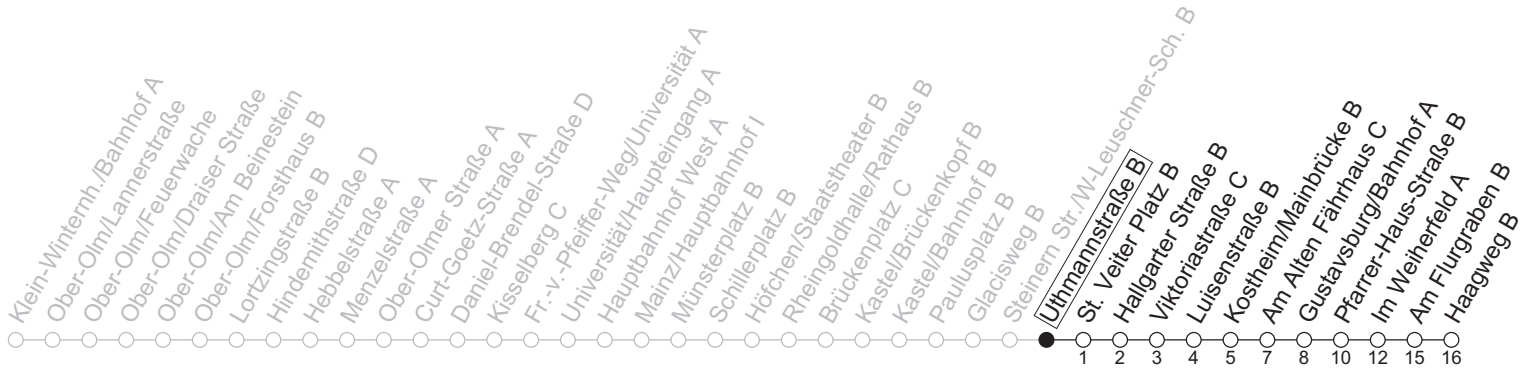 Klein-Winternh./Bahnhof A
Ober-Olm/Lannerstraße
Ober-Olm/Feuerwache
Ober-Olm/Draiser Straße
Ober-Olm/Am Beinestein
Ober-Olm/Forsthaus B
Lortzingstraße B
Hindemithstraße D
Hebbelstraße A
Menzelstraße A
Ober-Olmer Straße A
Curt-Goetz-Straße A
Daniel-Brendel-Straße D
Kisselberg C
Fr.-v.-Pfeiffer-Weg/Universität A
Universität/Haupteingang A
Hauptbahnhof West A
Mainz/Hauptbahnhof I
Münsterplatz B
Schillerplatz B
Höfchen/Staatstheater B
Rheingoldhalle/Rathaus B
Brückenplatz C
Kastel/Brückenkopf B
Kastel/Bahnhof B
Paulusplatz B
Glacisweg B
Steinern Str./W-Leuschner-Sch. B
Uthmannstraße B
St. Veiter Platz B
Hallgarter Straße B
Viktoriastraße C
Luisenstraße B
Kostheim/Mainbrücke B
Am Alten Fährhaus C
Gustavsburg/Bahnhof A
Pfarrer-Haus-Straße B
Im Weiherfeld A
Am Flurgraben B
Haagweg B
1 2 3 4 5 7 8 10 12 15 16